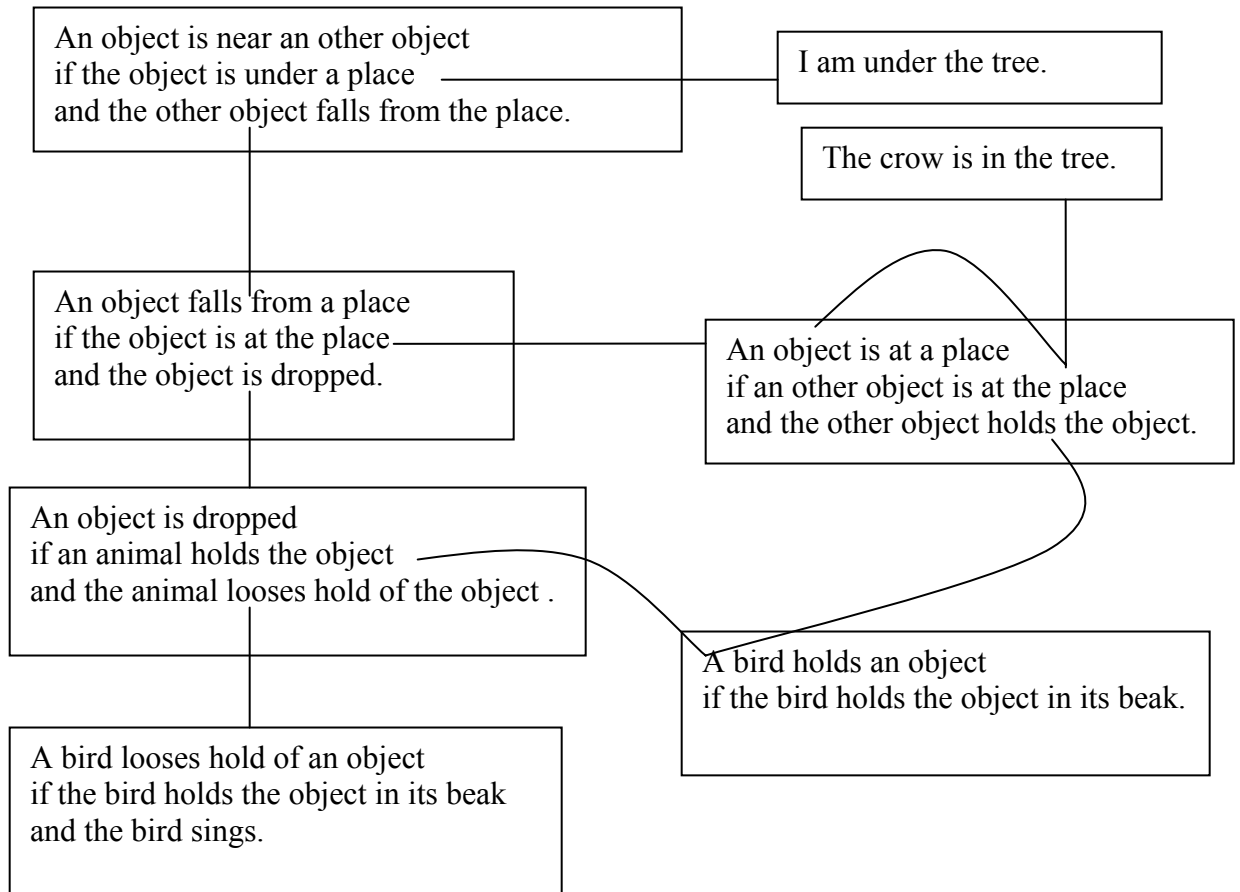 An object is near an other object
if the object is under a place
and the other object falls from the place.
I am under the tree.
The crow is in the tree.
An object falls from a place
if the object is at the place
and the object is dropped.
An object is at a place
if an other object is at the place
and the other object holds the object.
An object is dropped
if an animal holds the object
and the animal looses hold of the object .
A bird holds an object
if the bird holds the object in its beak.
A bird looses hold of an object
if the bird holds the object in its beak
and the bird sings.